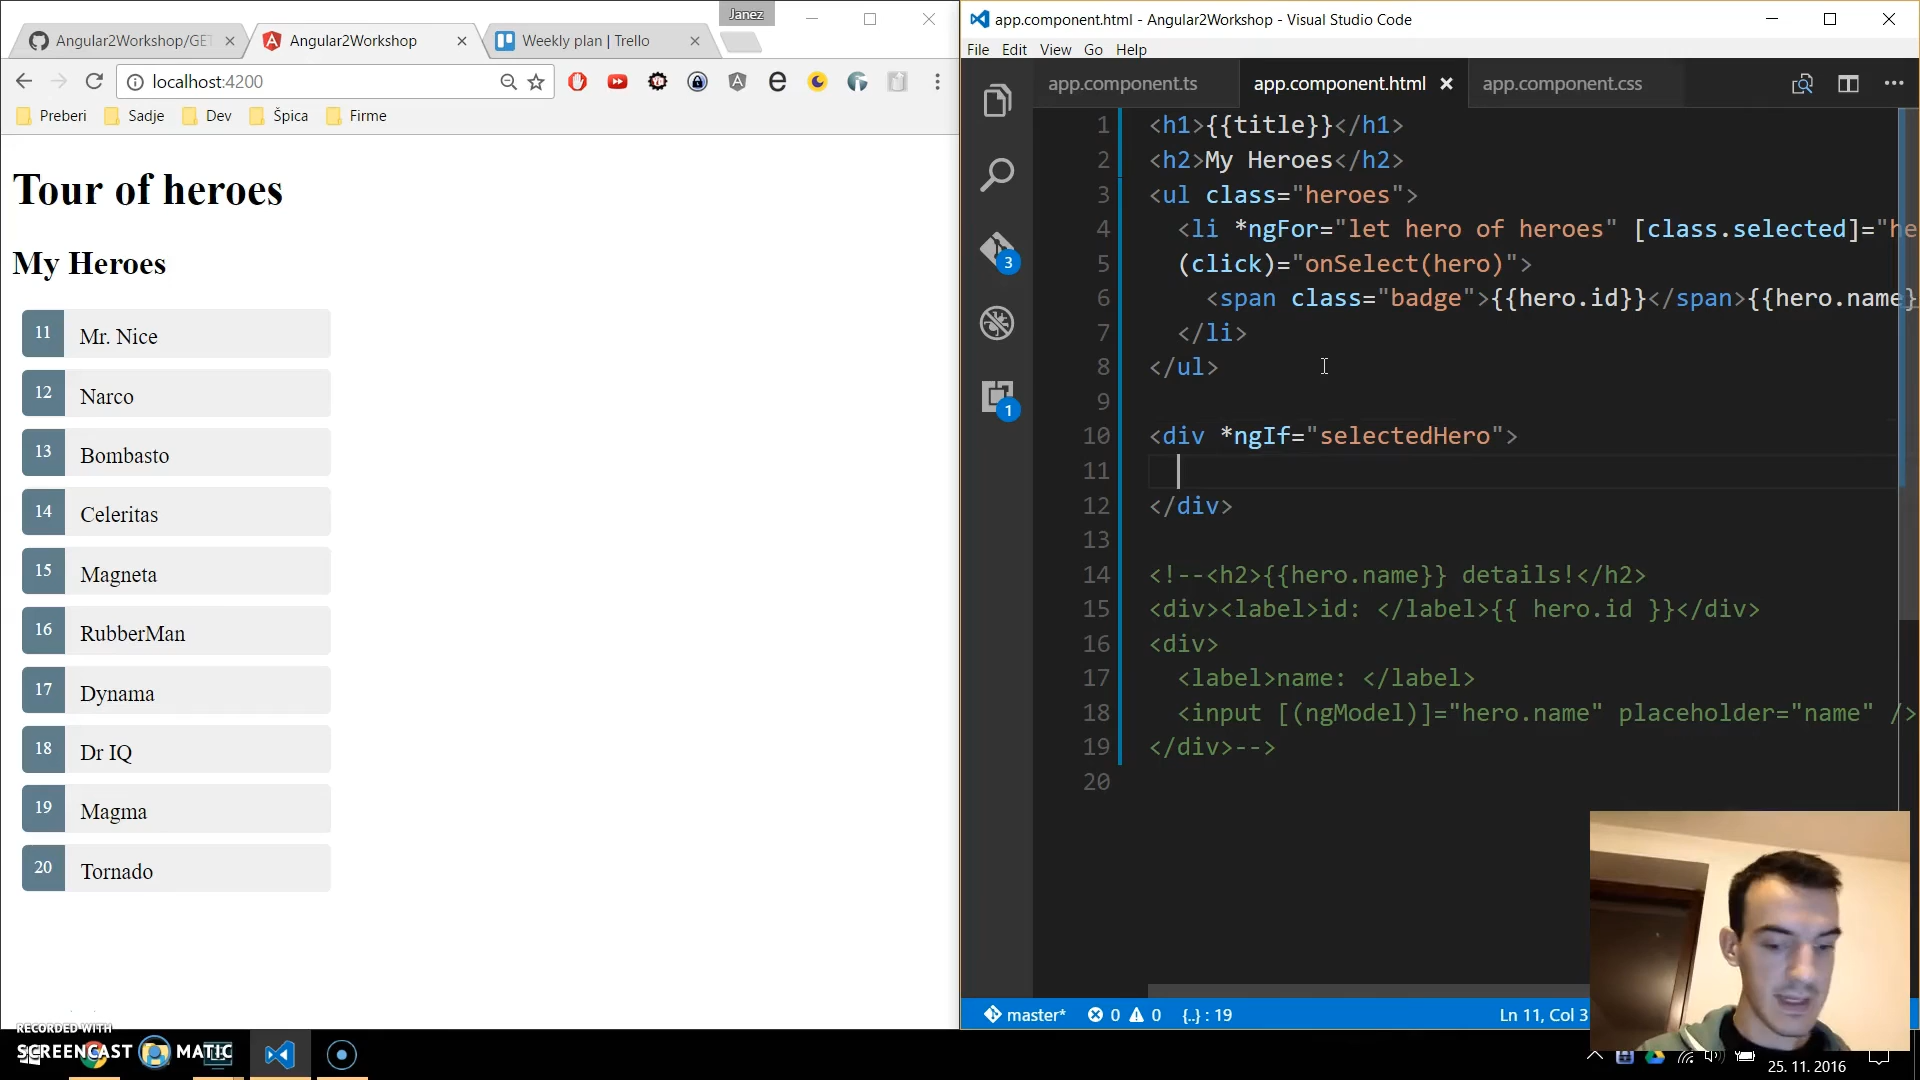 Janez
Angular2Workshop/GET
Angular2Workshop
Weekly plan | Trello
localhost:4200
Preberi
Sadje
Dev
Špica
Firme
Tour of heroes
My Heroes
11 Mr. Nice
12 Narco
13 Bombasto
14 Celeritas
15 Magneta
16 RubberMan
17 Dynama
18 Dr IQ
19 Magma
20 Tornado
app.component.html - Angular2Workshop - Visual Studio Code
File Edit View Go Help
app.component.ts
app.component.html
app.component.css
3
1
1 <h1>{{title}}</h1>
2 <h2>My Heroes</h2>
3 <ul class="heroes">
4 <li *ngFor="let hero of heroes" [class.selected]="he
5 (click)="onSelect(hero)">
6 <span class="badge">{{hero.id}}</span>{{hero.name}
7 </li>
8 </ul>
9
10 <div *ngIf="selectedHero">
11
12 </div>
13
14 <!--<h2>{{hero.name}} details!</h2>
15 <div><label>id: </label>{{ hero.id }}</div>
16 <div>
17 <label>name: </label>
18 <input [(ngModel)]="hero.name" placeholder="name" />
19 </div>-->
20
master* 0 0 {..} : 19 Ln 11, Col 3
RECORDED WITH
SCREENCAST MATIC
25. 11. 2016